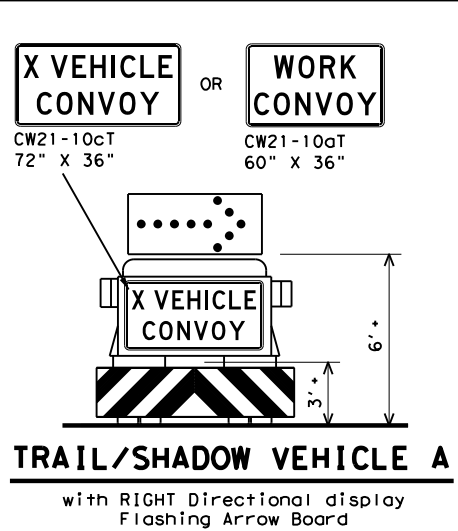 X VEHICLE
CONVOY
OR
WORK
CONVOY
CW21-10cT
72" X 36"
CW21-10aT
60" X 36"
X VEHICLE
CONVOY
6' +
3' +
TRAIL/SHADOW VEHICLE A
with RIGHT Directional display
Flashing Arrow Board